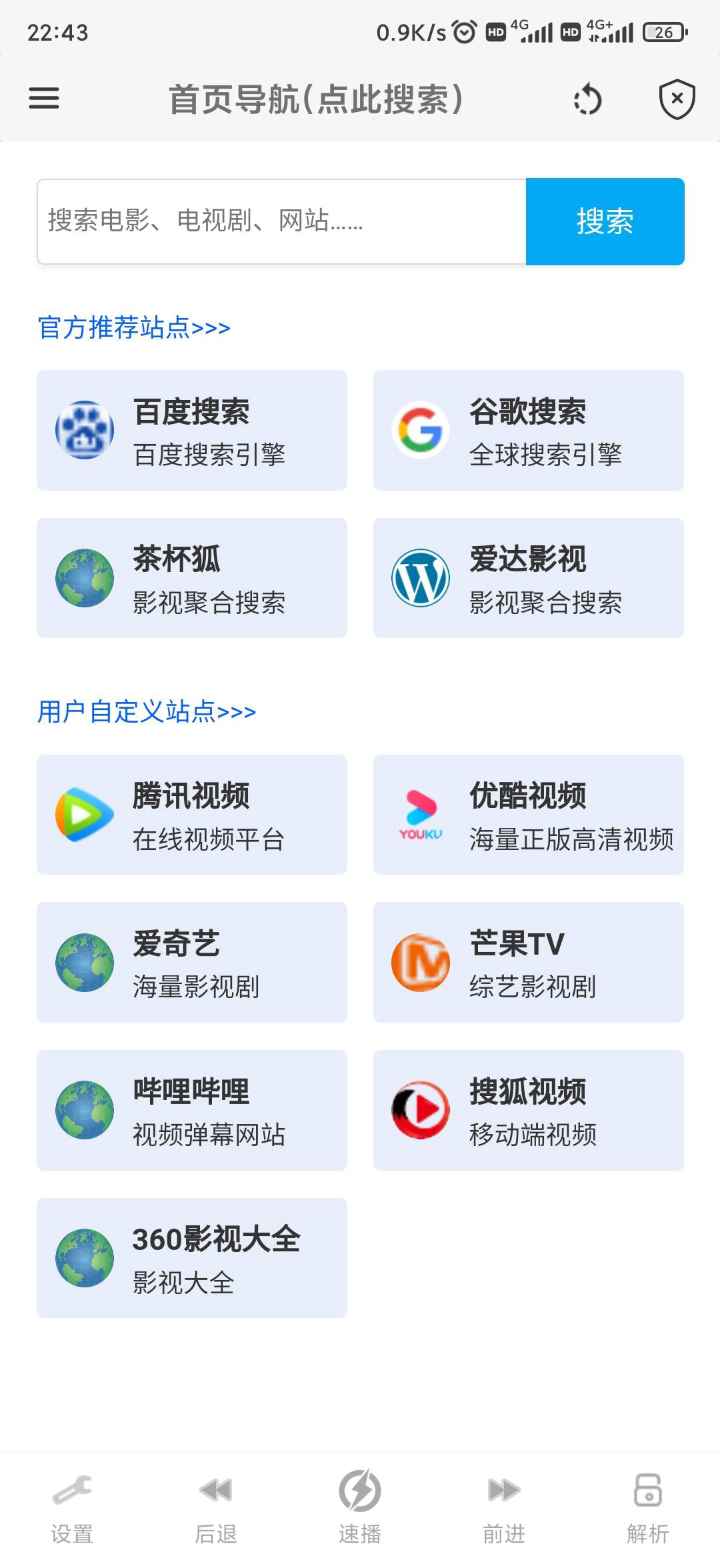 22:43
0.9K/s HD 4G HD 4G+ 26
首页导航(点此搜索)
搜索电影、电视剧、网站…… 搜索
官方推荐站点>>>
百度搜索
百度搜索引擎
谷歌搜索
全球搜索引擎
茶杯狐
影视聚合搜索
爱达影视
影视聚合搜索
用户自定义站点>>>
腾讯视频
在线视频平台
YOUKU
优酷视频
海量正版高清视频
爱奇艺
海量影视剧
芒果TV
综艺影视剧
哔哩哔哩
视频弹幕网站
搜狐视频
移动端视频
360影视大全
影视大全
设置 后退 速播 前进 解析